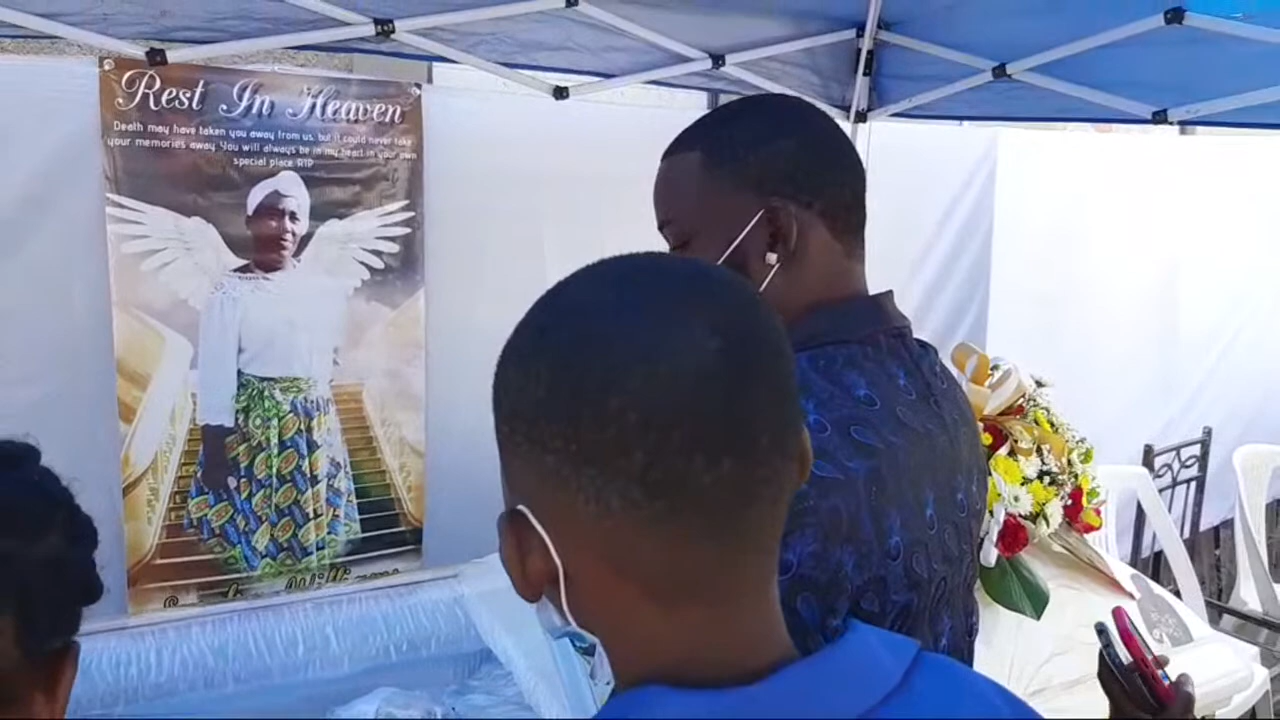 Rest In Heaven
Death may have taken you away from us, but it could never take
your memories away. You will always be in my heart in your own
special place. RIP